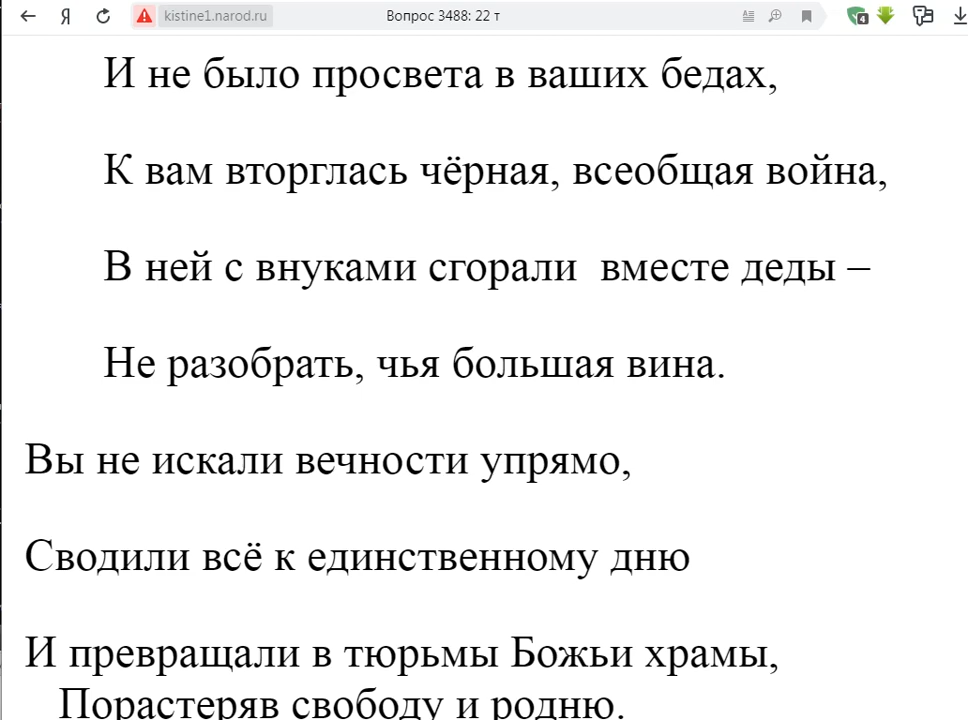 Я kistine1.narod.ru Вопрос 3488: 22 т 4
И не было просвета в ваших бедах,
К вам вторглась чёрная, всеобщая война,
В ней с внуками сгорали вместе деды –
Не разобрать, чья большая вина.
Вы не искали вечности упрямо,
Сводили всё к единственному дню
И превращали в тюрьмы Божьи храмы,
Порастеряв свободу и родню.